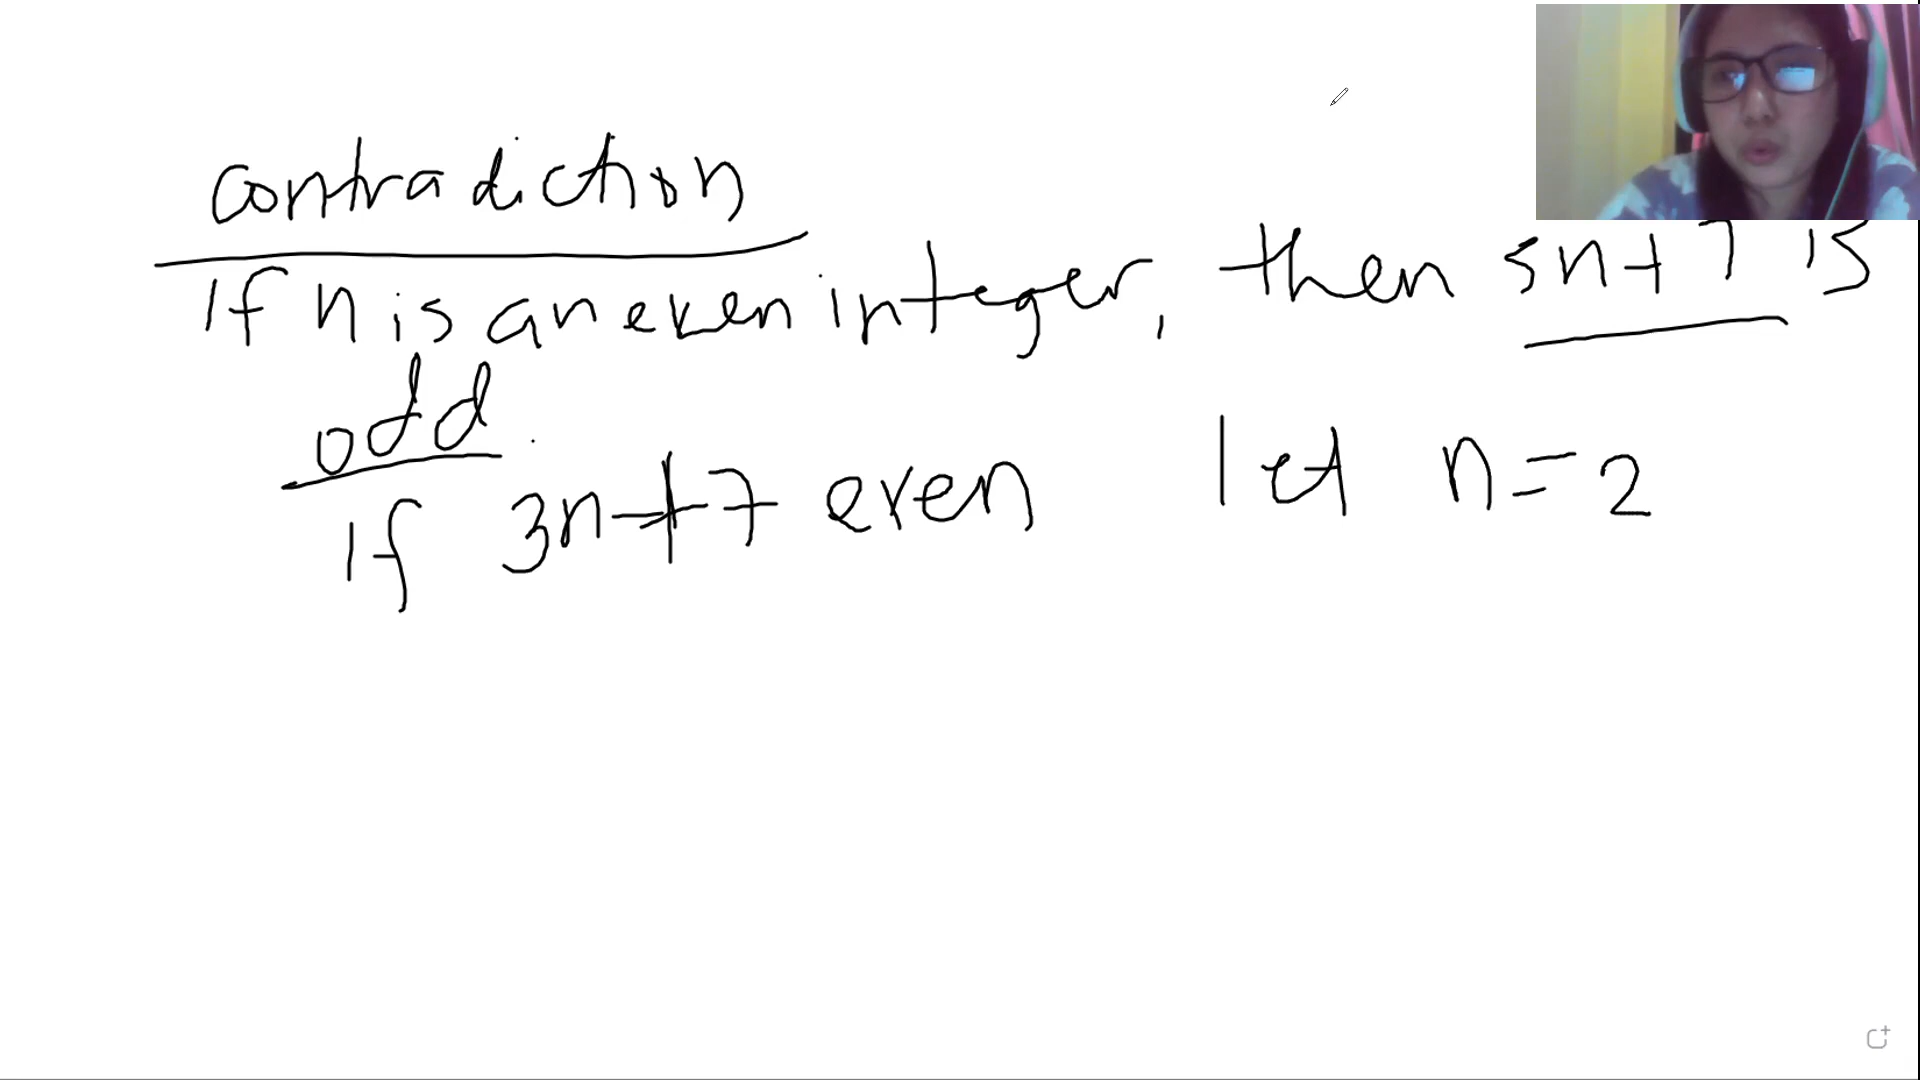 contradiction
If n is an even integer, then 3n+7 is
odd
If 3n+7 even let n=2